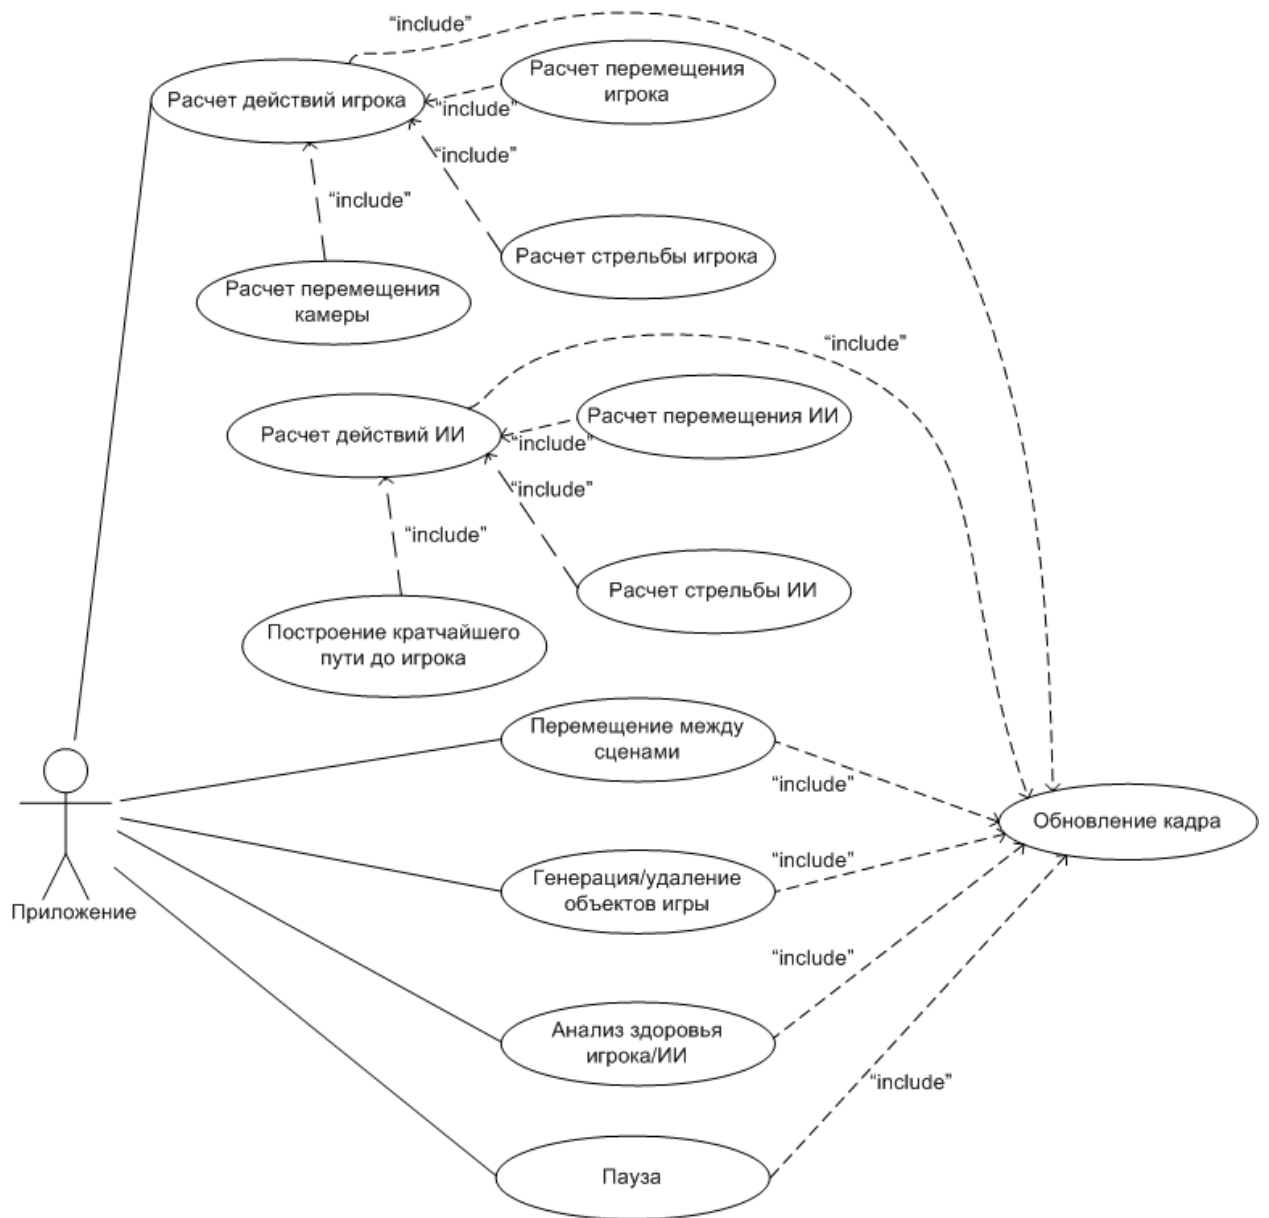 “include”
Расчет перемещения
игрока
Расчет действий игрока
“include”
“include”
“include”
Расчет стрельбы игрока
Расчет перемещения
камеры
“include”
Расчет перемещения ИИ
Расчет действий ИИ
“include”
“include”
“include”
Расчет стрельбы ИИ
Построение кратчайшего
пути до игрока
Перемещение между
сценами
“include”
Обновление кадра
“include”
Генерация/удаление
объектов игры
Приложение
“include”
Анализ здоровья
игрока/ИИ
“include”
Пауза